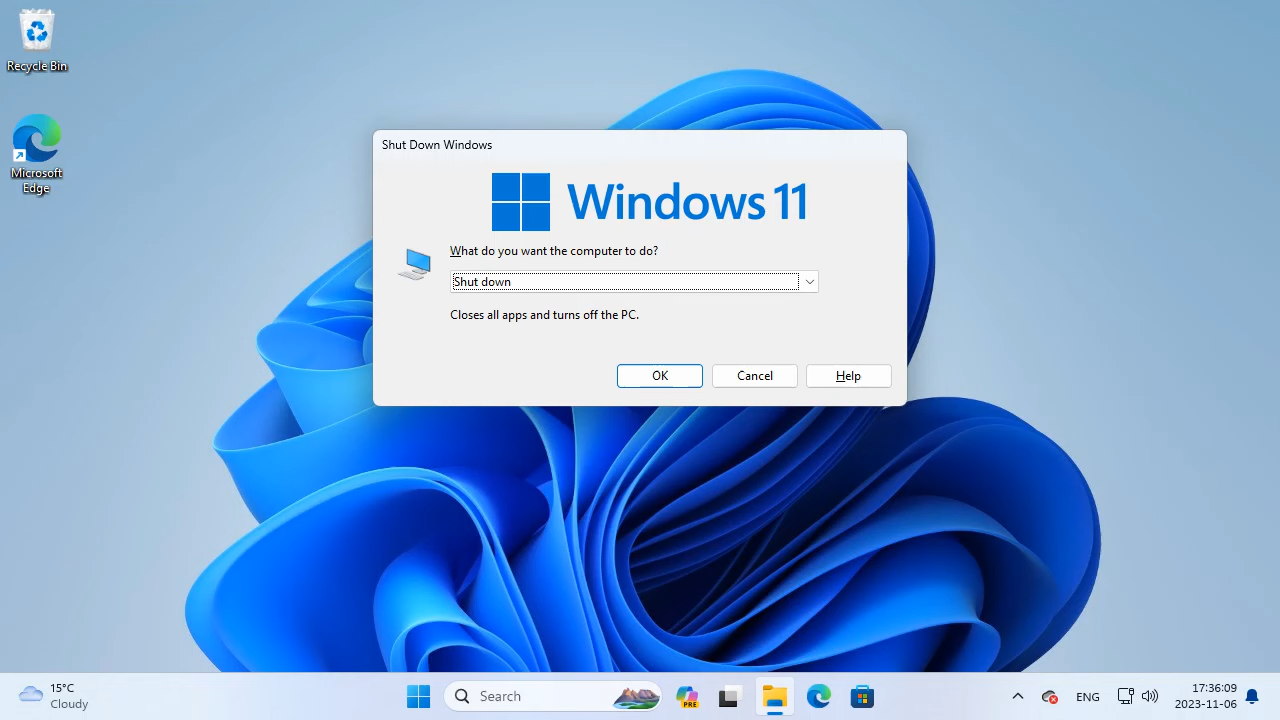 Recycle Bin
Microsoft
Edge
Shut Down Windows
Windows 11
What do you want the computer to do?
Shut down
Closes all apps and turns off the PC.
OK
Cancel
Help
15°C
Cloudy
Search
PRE
ENG
17:36:09
2023-11-06